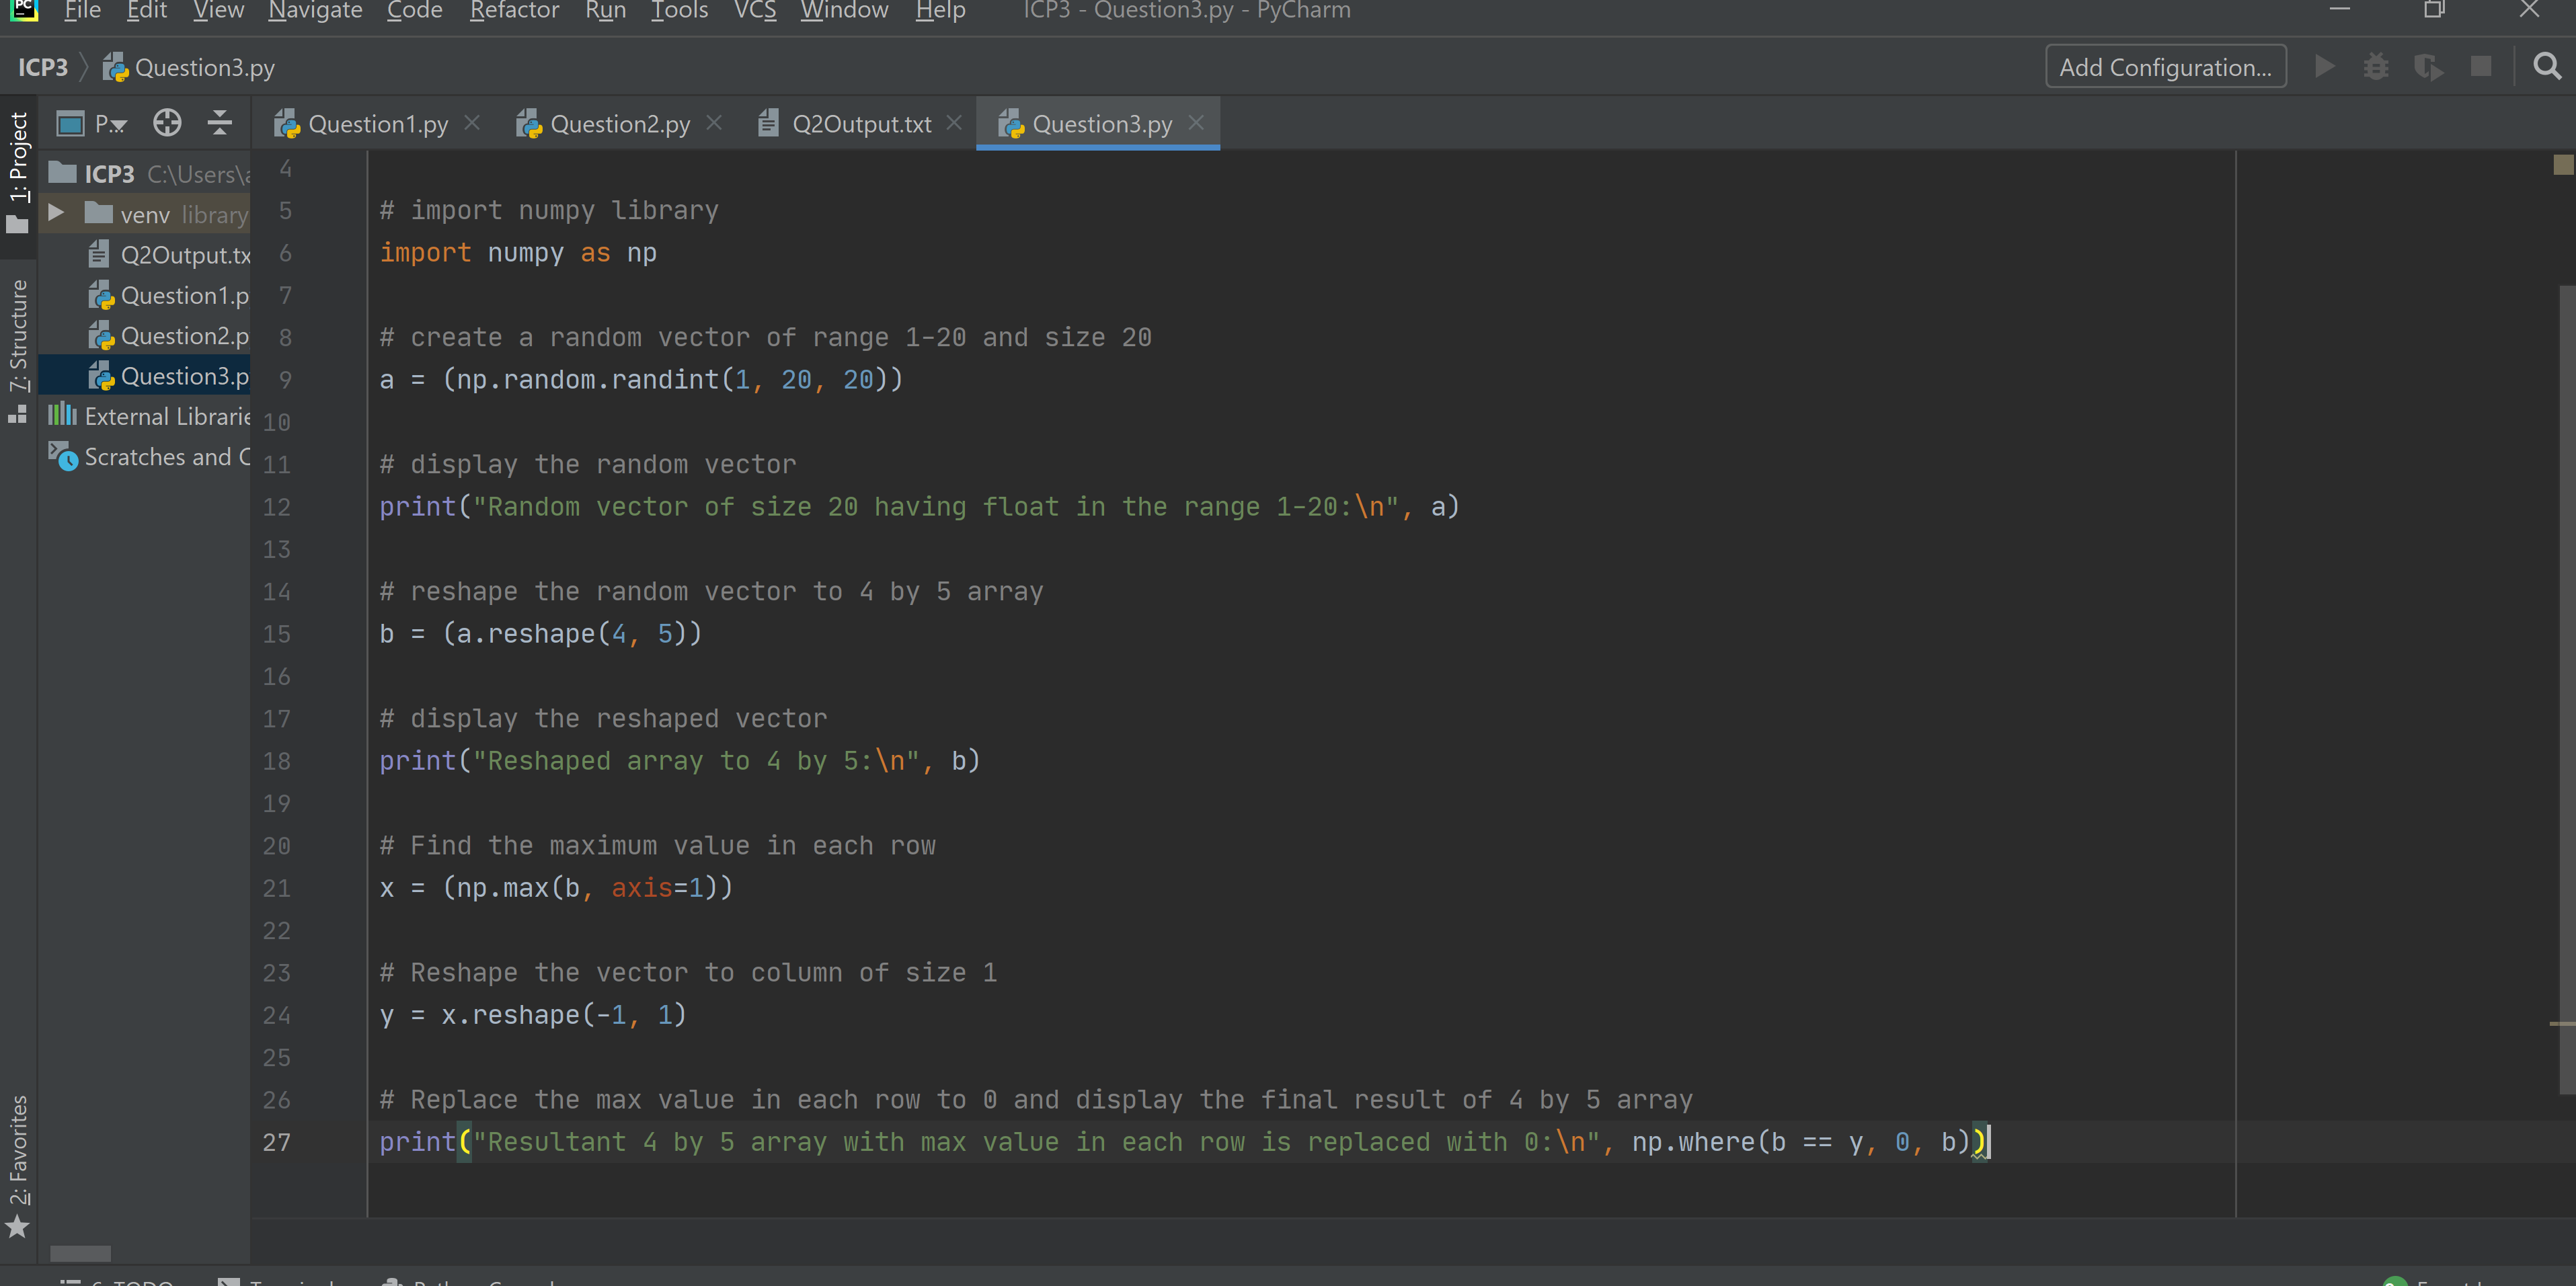 PC File Edit View Navigate Code Refactor Run Tools VCS Window Help ICP3 - Question3.py - PyCharm
ICP3 Question3.py Add Configuration...
1: Project
P...
Question1.py
Question2.py
Q2Output.txt
Question3.py
ICP3 C:\Users\
venv library
Q2Output.tx
Question1.p
Question2.p
Question3.p
External Librarie
Scratches and C
7: Structure
2: Favorites
4
5 # import numpy library
6 import numpy as np
7
8 # create a random vector of range 1-20 and size 20
9 a = (np.random.randint(1, 20, 20))
10
11 # display the random vector
12 print("Random vector of size 20 having float in the range 1-20:\n", a)
13
14 # reshape the random vector to 4 by 5 array
15 b = (a.reshape(4, 5))
16
17 # display the reshaped vector
18 print("Reshaped array to 4 by 5:\n", b)
19
20 # Find the maximum value in each row
21 x = (np.max(b, axis=1))
22
23 # Reshape the vector to column of size 1
24 y = x.reshape(-1, 1)
25
26 # Replace the max value in each row to 0 and display the final result of 4 by 5 array
27 print("Resultant 4 by 5 array with max value in each row is replaced with 0:\n", np.where(b == y, 0, b))